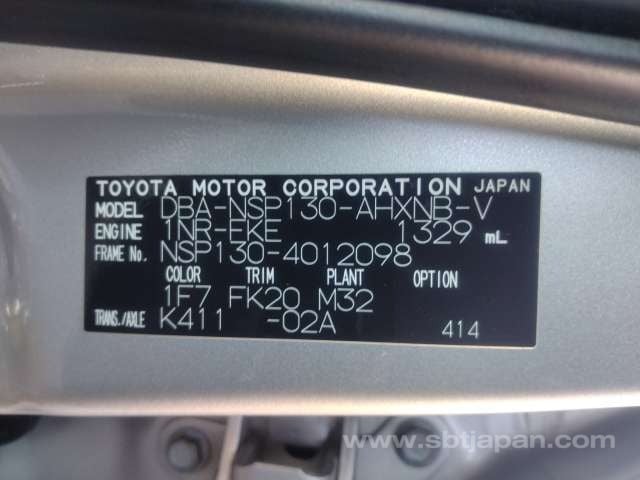 TOYOTA MOTOR CORPORATION JAPAN
MODEL DBA-NSP130-AHXNB-V
ENGINE 1NR-FKE 1329 mL
FRAME No. NSP130-4012098
COLOR TRIM PLANT OPTION
1F7 FK20 M32
TRANS./AXLE K411 -02A 414
www.sbtjapan.com